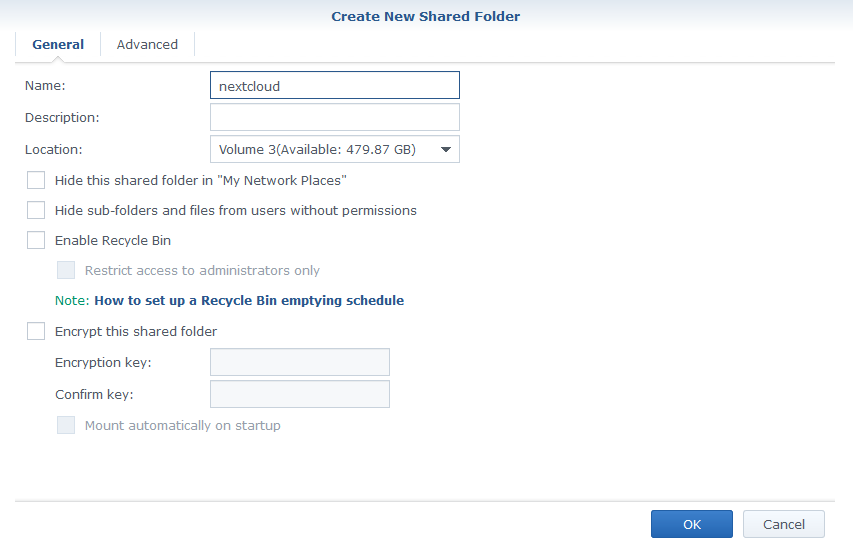 Create New Shared Folder
General Advanced
Name: nextcloud
Description:
Location: Volume 3(Available: 479.87 GB)
Hide this shared folder in "My Network Places"
Hide sub-folders and files from users without permissions
Enable Recycle Bin
Restrict access to administrators only
Note: How to set up a Recycle Bin emptying schedule
Encrypt this shared folder
Encryption key:
Confirm key:
Mount automatically on startup
OK Cancel